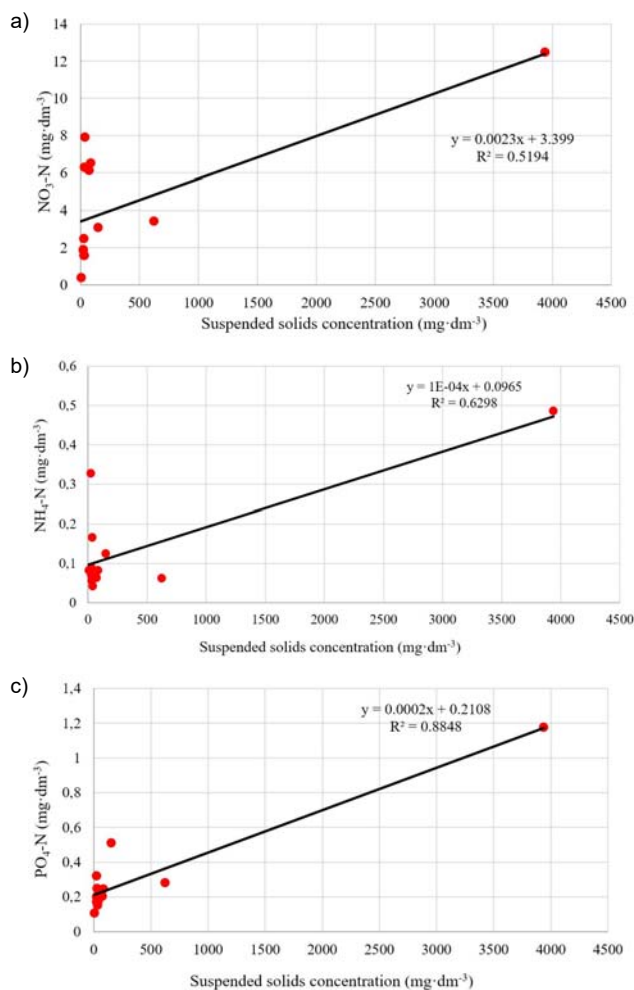 a)
14
12
10
8
6
4
2
0
NO₃-N (mg·dm⁻³)
y = 0.0023x + 3.399
R² = 0.5194
0 500 1000 1500 2000 2500 3000 3500 4000 4500
Suspended solids concentration (mg·dm⁻³)
b)
0,6
0,5
0,4
0,3
0,2
0,1
0
NH₄-N (mg·dm⁻³)
y = 1E-04x + 0.0965
R² = 0.6298
0 500 1000 1500 2000 2500 3000 3500 4000 4500
Suspended solids concentration (mg·dm⁻³)
c)
1,4
1,2
1
0,8
0,6
0,4
0,2
0
PO₄-N (mg·dm⁻³)
y = 0.0002x + 0.2108
R² = 0.8848
0 500 1000 1500 2000 2500 3000 3500 4000 4500
Suspended solids concentration (mg·dm⁻³)